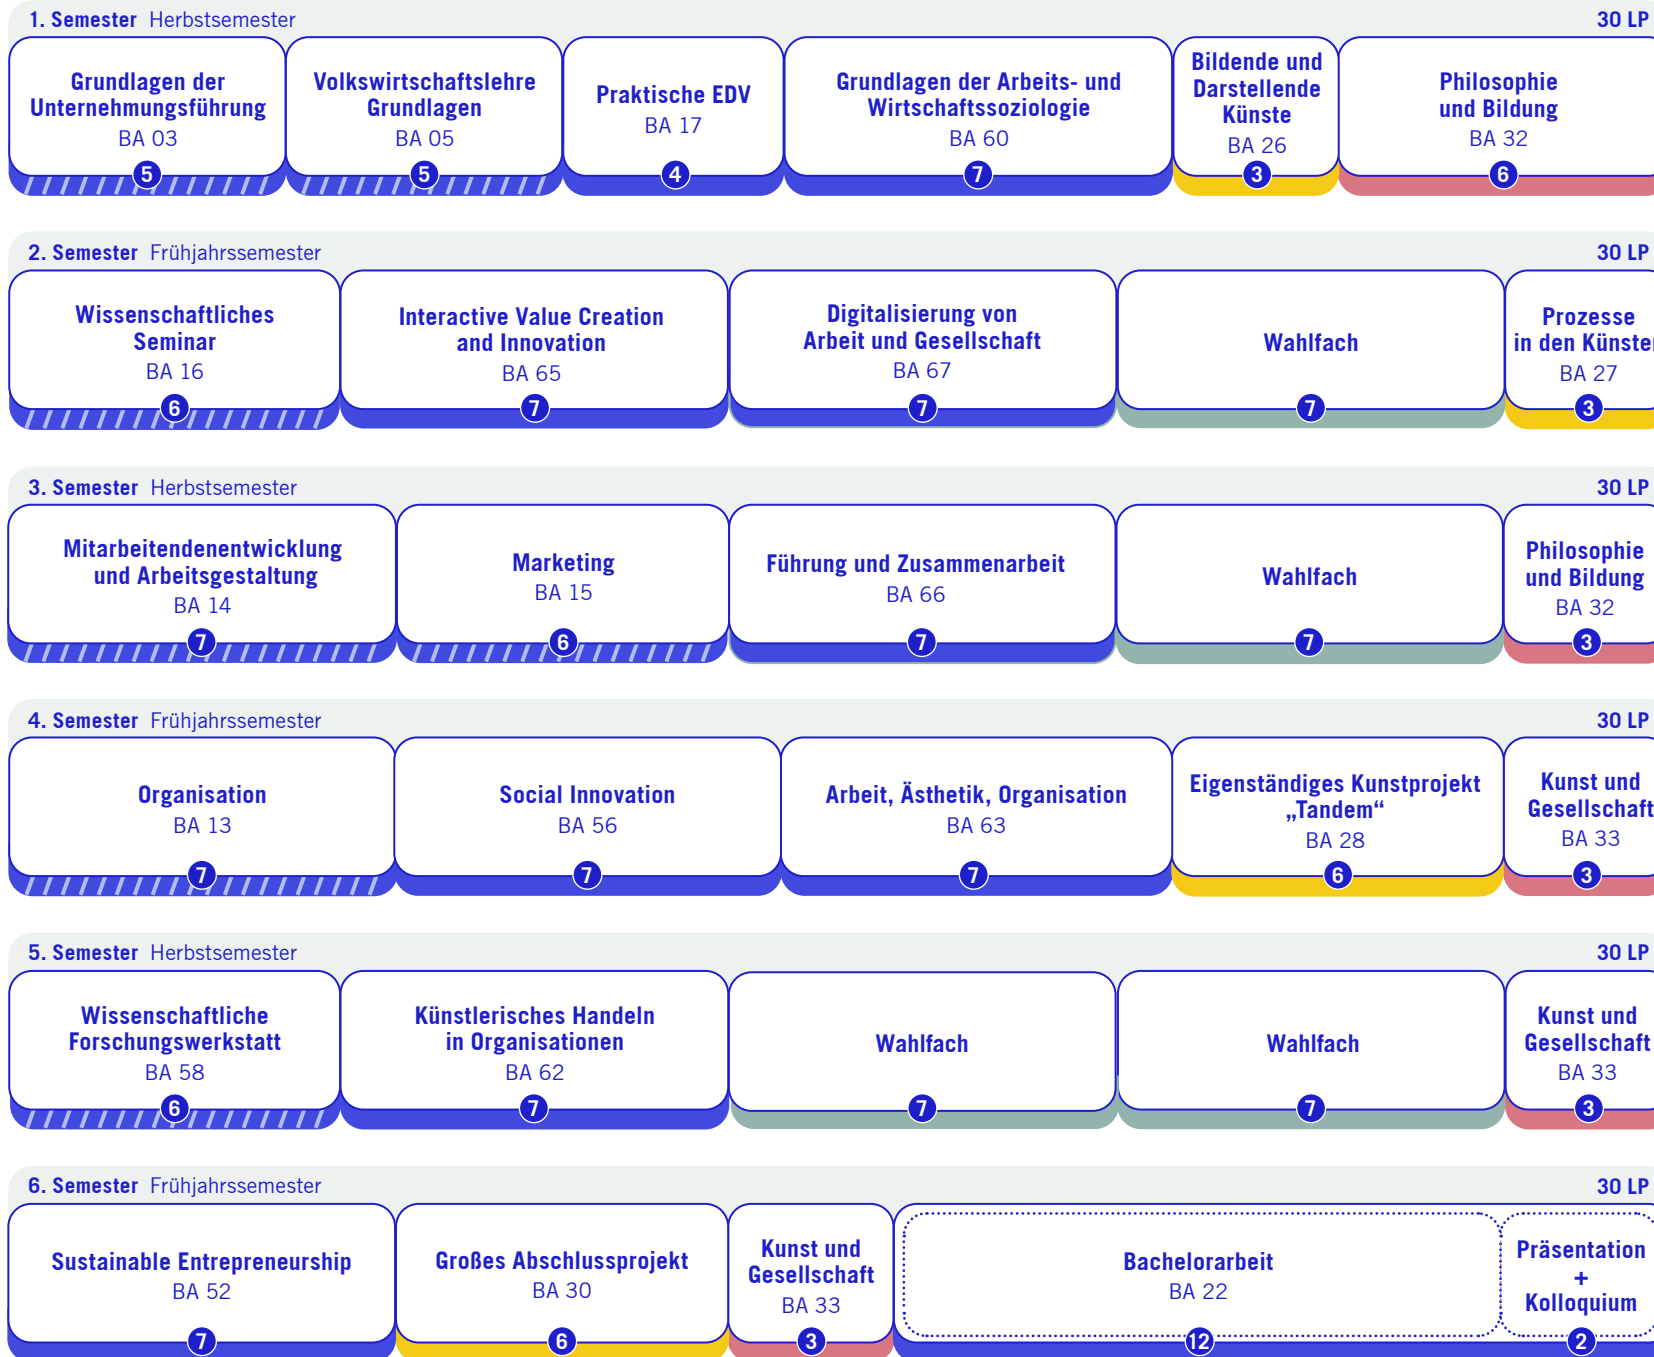 1. Semester Herbstsemester 30 LP
Grundlagen der
Unternehmungsführung
BA 03
5
Volkswirtschaftslehre
Grundlagen
BA 05
5
Praktische EDV
BA 17
4
Grundlagen der Arbeits- und
Wirtschaftssoziologie
BA 60
7
Bildende und
Darstellende
Künste
BA 26
3
Philosophie
und Bildung
BA 32
6
2. Semester Frühjahrssemester 30 LP
Wissenschaftliches
Seminar
BA 16
6
Interactive Value Creation
and Innovation
BA 65
7
Digitalisierung von
Arbeit und Gesellschaft
BA 67
7
Wahlfach
7
Prozesse
in den Künsten
BA 27
3
3. Semester Herbstsemester 30 LP
Mitarbeitendenentwicklung
und Arbeitsgestaltung
BA 14
7
Marketing
BA 15
6
Führung und Zusammenarbeit
BA 66
7
Wahlfach
7
Philosophie
und Bildung
BA 32
3
4. Semester Frühjahrssemester 30 LP
Organisation
BA 13
7
Social Innovation
BA 56
7
Arbeit, Ästhetik, Organisation
BA 63
7
Eigenständiges Kunstprojekt
„Tandem“
BA 28
6
Kunst und
Gesellschaft
BA 33
3
5. Semester Herbstsemester 30 LP
Wissenschaftliche
Forschungswerkstatt
BA 58
6
Künstlerisches Handeln
in Organisationen
BA 62
7
Wahlfach
7
Wahlfach
7
Kunst und
Gesellschaft
BA 33
3
6. Semester Frühjahrssemester 30 LP
Sustainable Entrepreneurship
BA 52
7
Großes Abschlussprojekt
BA 30
6
Kunst und
Gesellschaft
BA 33
3
Bachelorarbeit
BA 22
12
Präsentation
+
Kolloquium
2